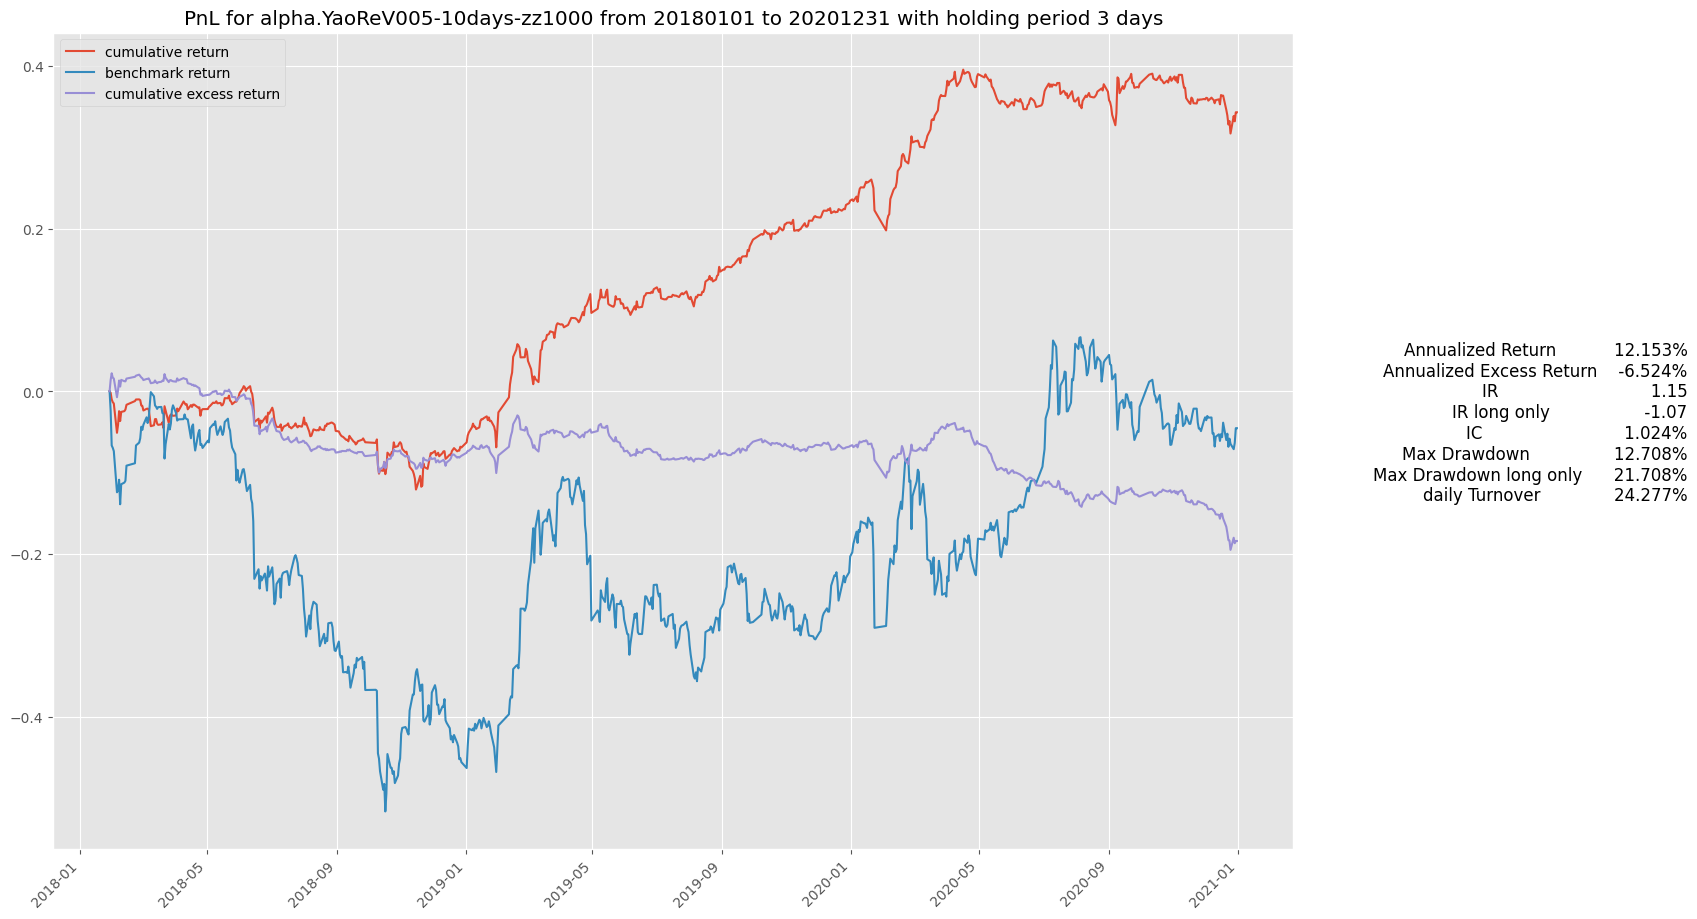 PnL for alpha.YaoReV005-10days-zz1000 from 20180101 to 20201231 with holding period 3 days
cumulative return
benchmark return
cumulative excess return
0.4
0.2
0.0
−0.2
−0.4
2018-01
2018-05
2018-09
2019-01
2019-05
2019-09
2020-01
2020-05
2020-09
2021-01
Annualized Return 12.153%
Annualized Excess Return -6.524%
IR 1.15
IR long only -1.07
IC 1.024%
Max Drawdown 12.708%
Max Drawdown long only 21.708%
daily Turnover 24.277%